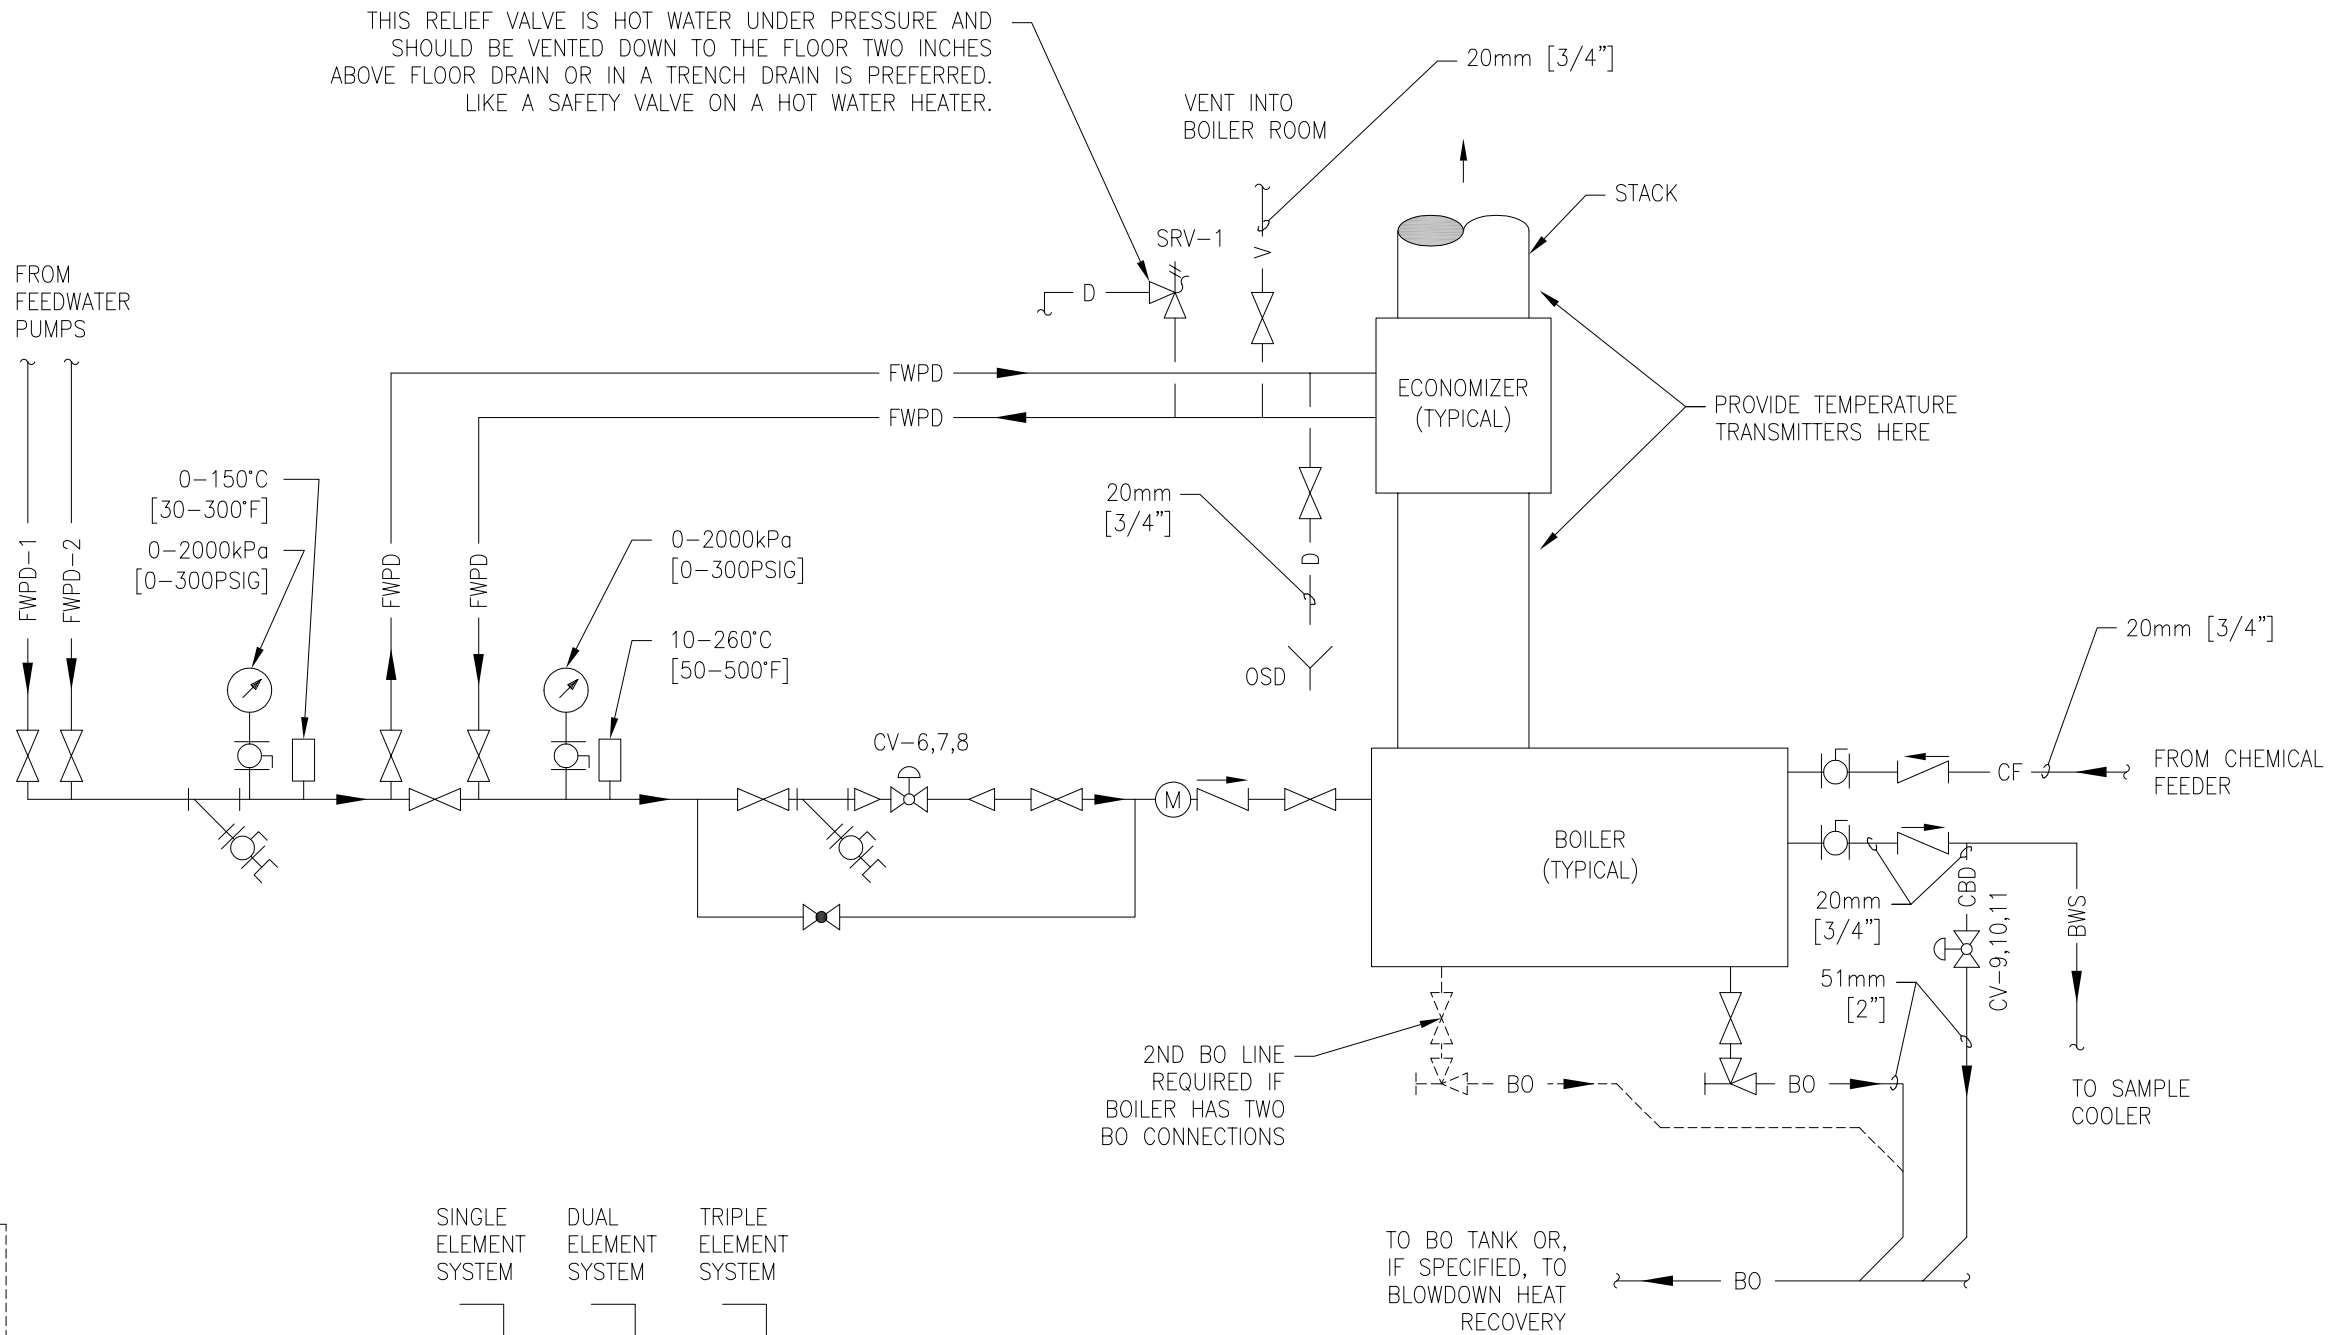 THIS RELIEF VALVE IS HOT WATER UNDER PRESSURE AND
SHOULD BE VENTED DOWN TO THE FLOOR TWO INCHES
ABOVE FLOOR DRAIN OR IN A TRENCH DRAIN IS PREFERRED.
LIKE A SAFETY VALVE ON A HOT WATER HEATER.
20mm [3/4"]
VENT INTO
BOILER ROOM
STACK
SRV-1
V
D
FROM
FEEDWATER
PUMPS
FWPD
FWPD
ECONOMIZER
(TYPICAL)
PROVIDE TEMPERATURE
TRANSMITTERS HERE
0-150°C
[30-300°F]
0-2000kPa
[0-300PSIG]
FWPD-1
FWPD-2
FWPD
FWPD
0-2000kPa
[0-300PSIG]
10-260°C
[50-500°F]
20mm
[3/4"]
D
OSD
20mm [3/4"]
CV-6,7,8
M
CF
FROM CHEMICAL
FEEDER
BOILER
(TYPICAL)
20mm
[3/4"]
CBD
CV-9,10,11
BWS
51mm
[2"]
2ND BO LINE
REQUIRED IF
BOILER HAS TWO
BO CONNECTIONS
BO
BO
TO SAMPLE
COOLER
SINGLE
ELEMENT
SYSTEM
DUAL
ELEMENT
SYSTEM
TRIPLE
ELEMENT
SYSTEM
TO BO TANK OR,
IF SPECIFIED, TO
BLOWDOWN HEAT
RECOVERY
BO